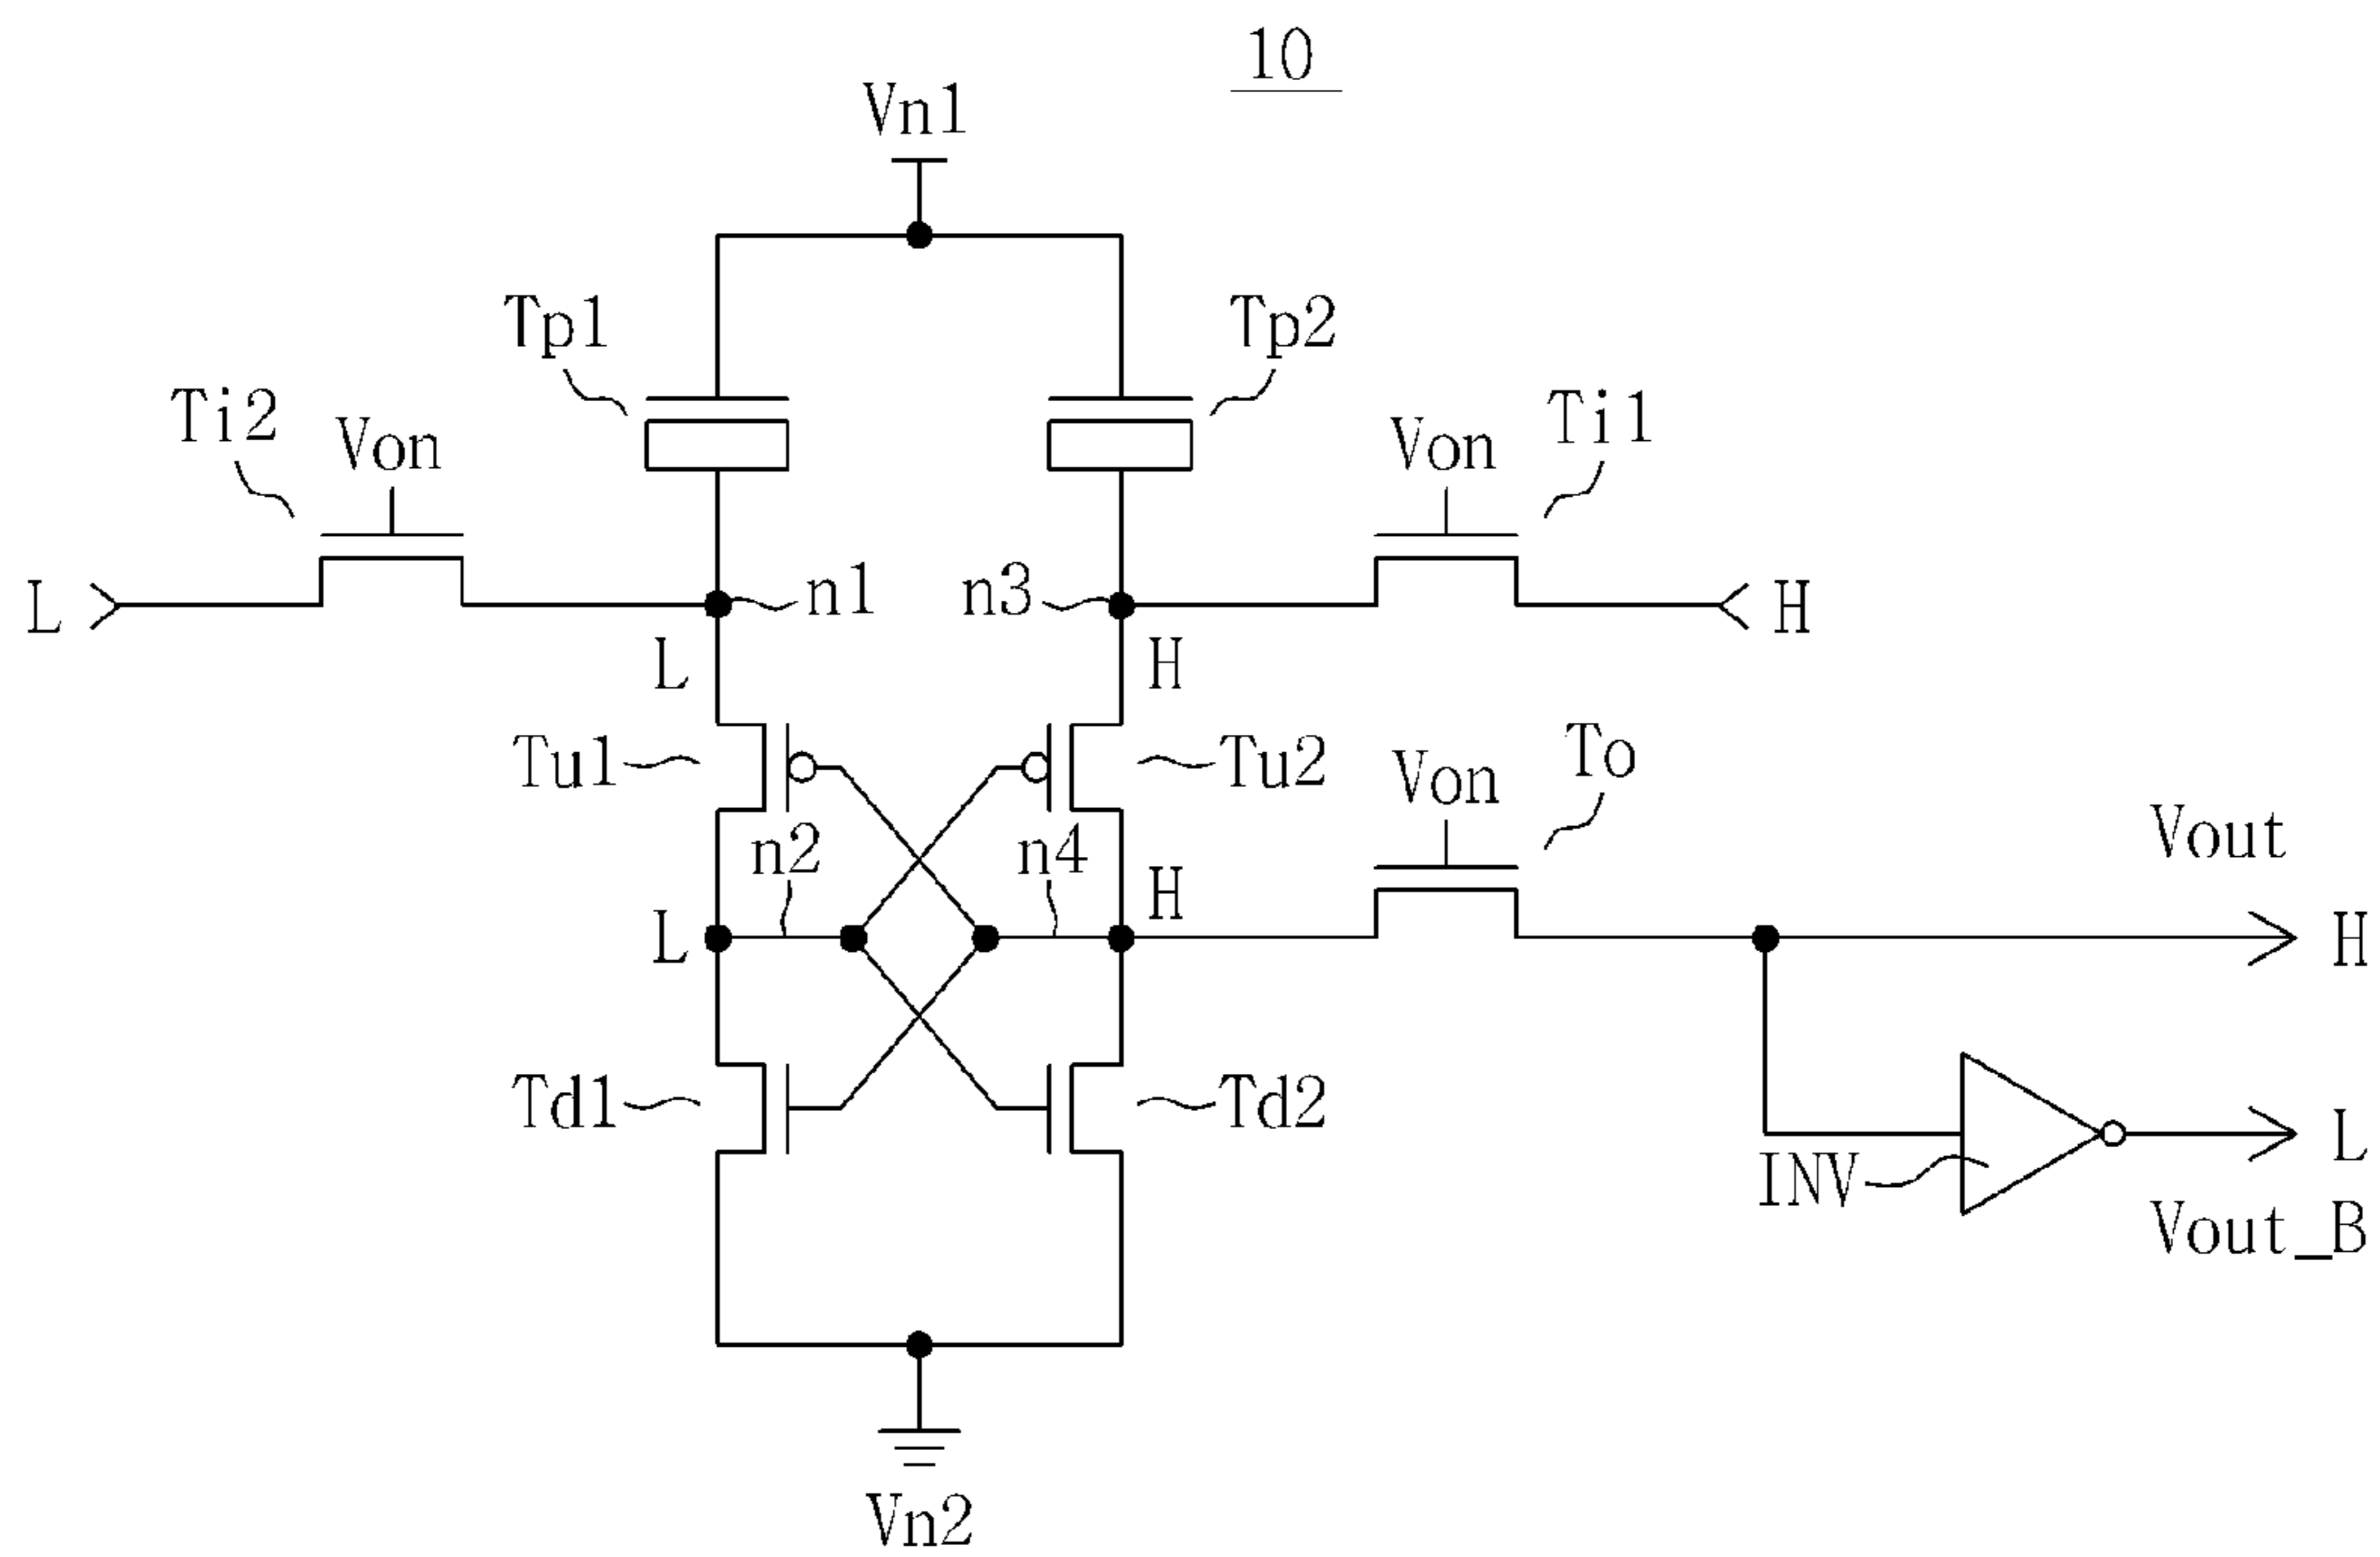 10
Vn1
Tp1
Tp2
Ti2
Von
Von
Ti1
L
n1
n3
H
L
H
Tu1
Tu2
Von
To
n2
n4
Vout
L
H
H
Td1
Td2
INV
L
Vout_B
Vn2